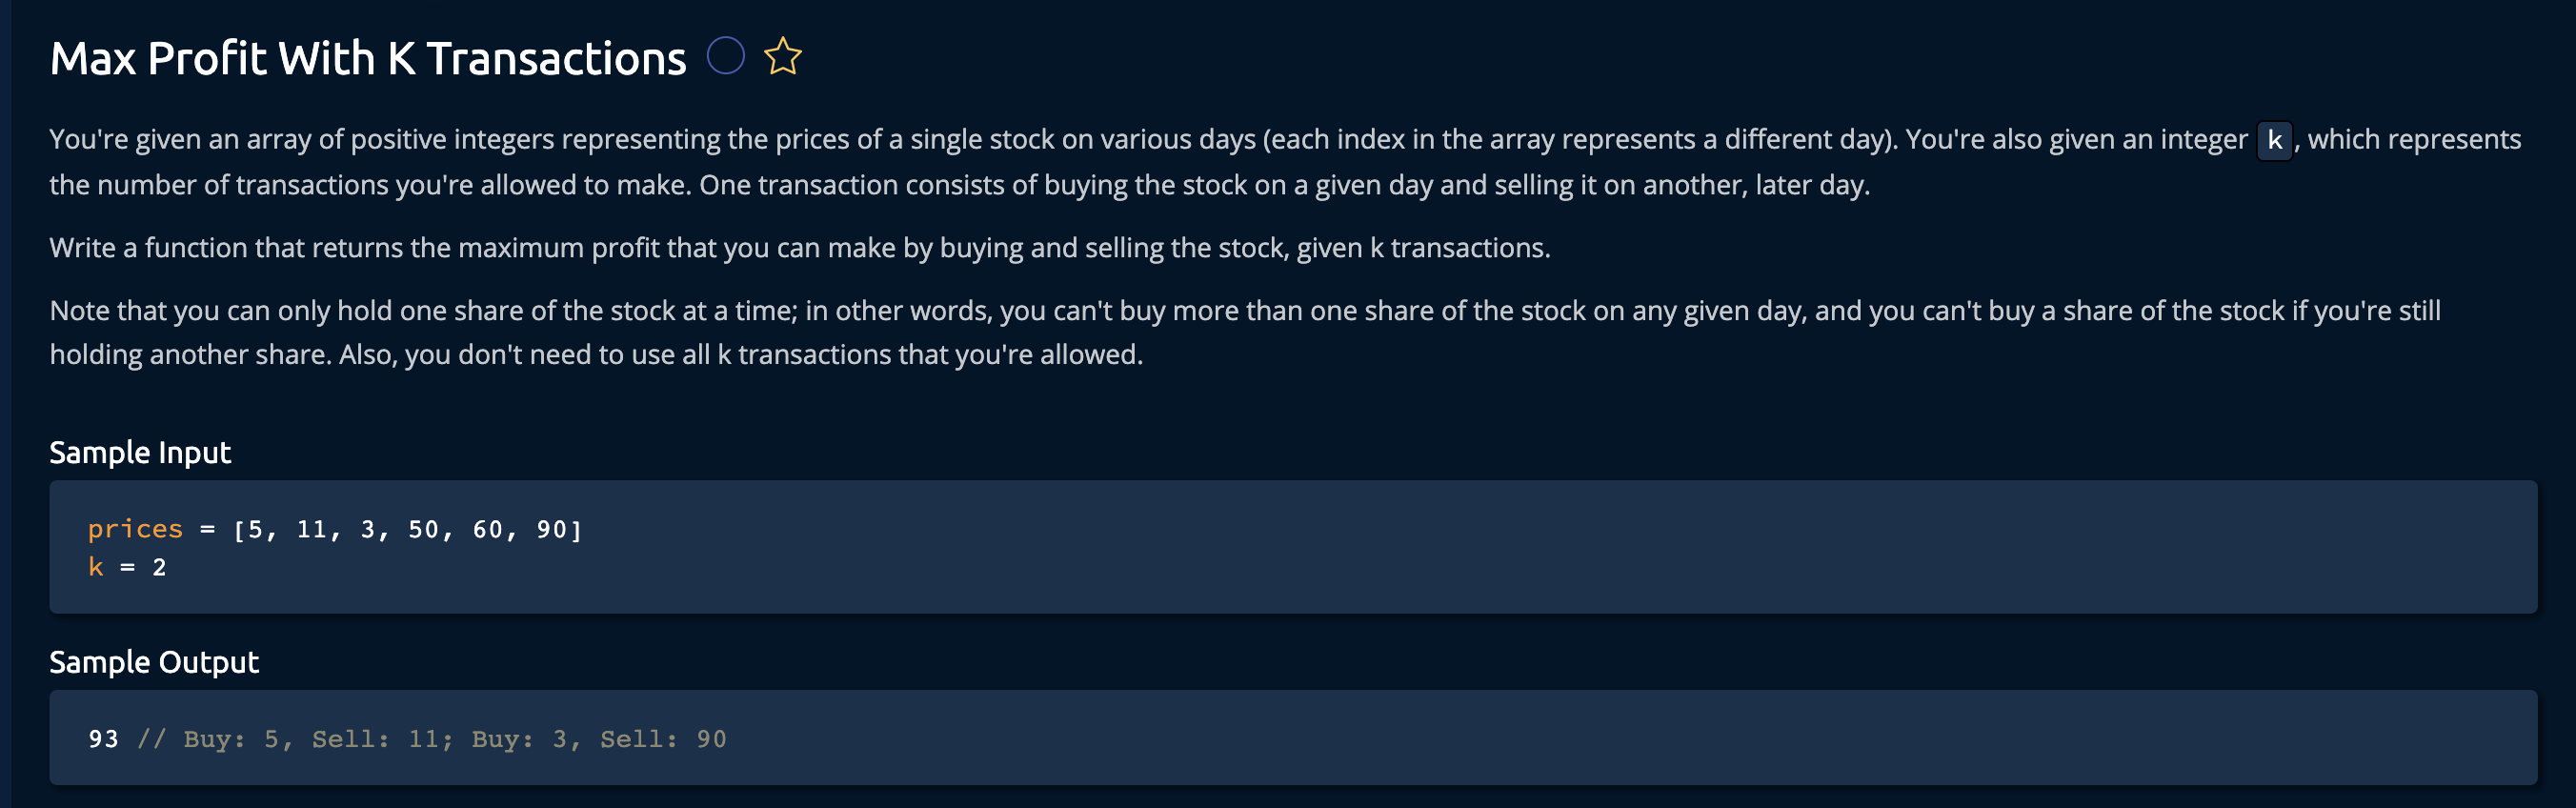 Max Profit With K Transactions
You're given an array of positive integers representing the prices of a single stock on various days (each index in the array represents a different day). You're also given an integer k, which represents
the number of transactions you're allowed to make. One transaction consists of buying the stock on a given day and selling it on another, later day.
Write a function that returns the maximum profit that you can make by buying and selling the stock, given k transactions.
Note that you can only hold one share of the stock at a time; in other words, you can't buy more than one share of the stock on any given day, and you can't buy a share of the stock if you're still
holding another share. Also, you don't need to use all k transactions that you're allowed.
Sample Input
prices = [5, 11, 3, 50, 60, 90]
k = 2
Sample Output
93 // Buy: 5, Sell: 11; Buy: 3, Sell: 90